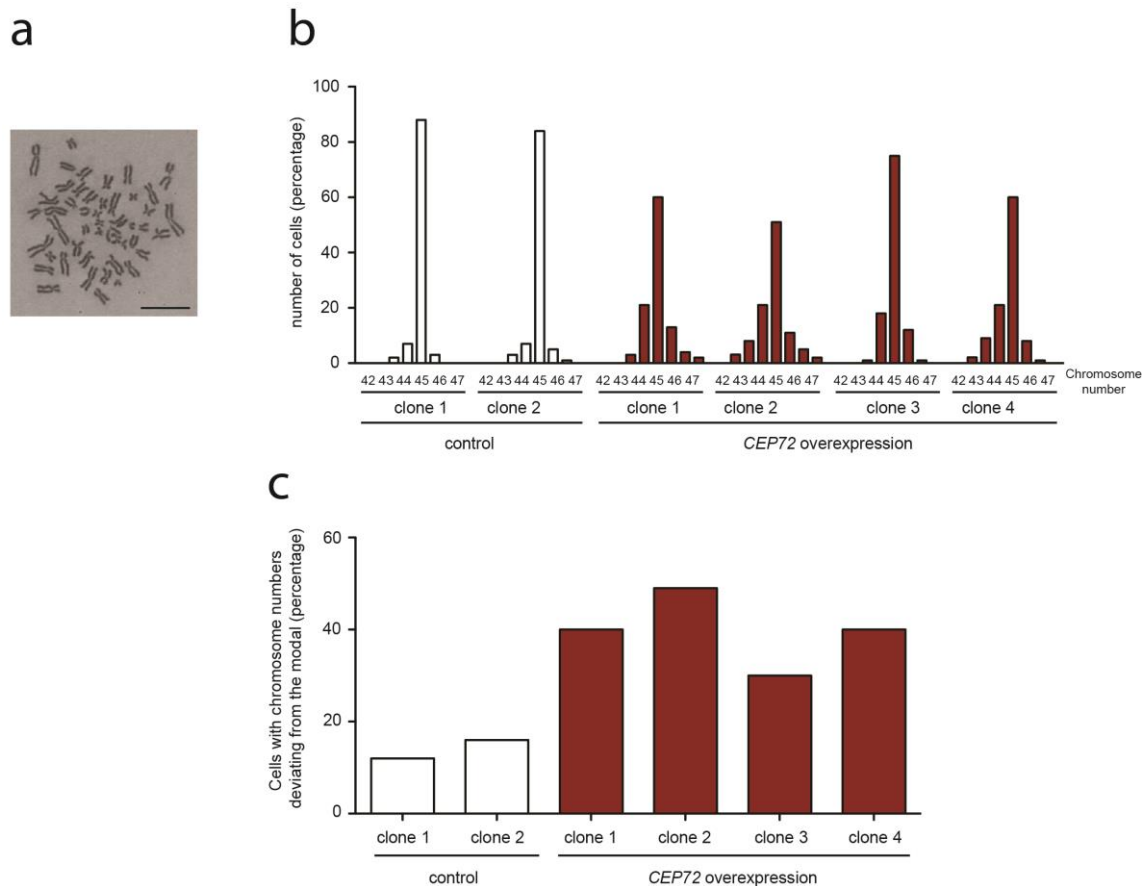 a
b
100
80
60
40
20
0
number of cells (percentage)
42 43 44 45 46 47 42 43 44 45 46 47 42 43 44 45 46 47 42 43 44 45 46 47 42 43 44 45 46 47 42 43 44 45 46 47
Chromosome
number
clone 1 clone 2 clone 1 clone 2 clone 3 clone 4
control CEP72 overexpression
c
60
40
20
0
Cells with chromosome numbers
deviating from the modal (percentage)
clone 1 clone 2 clone 1 clone 2 clone 3 clone 4
control CEP72 overexpression